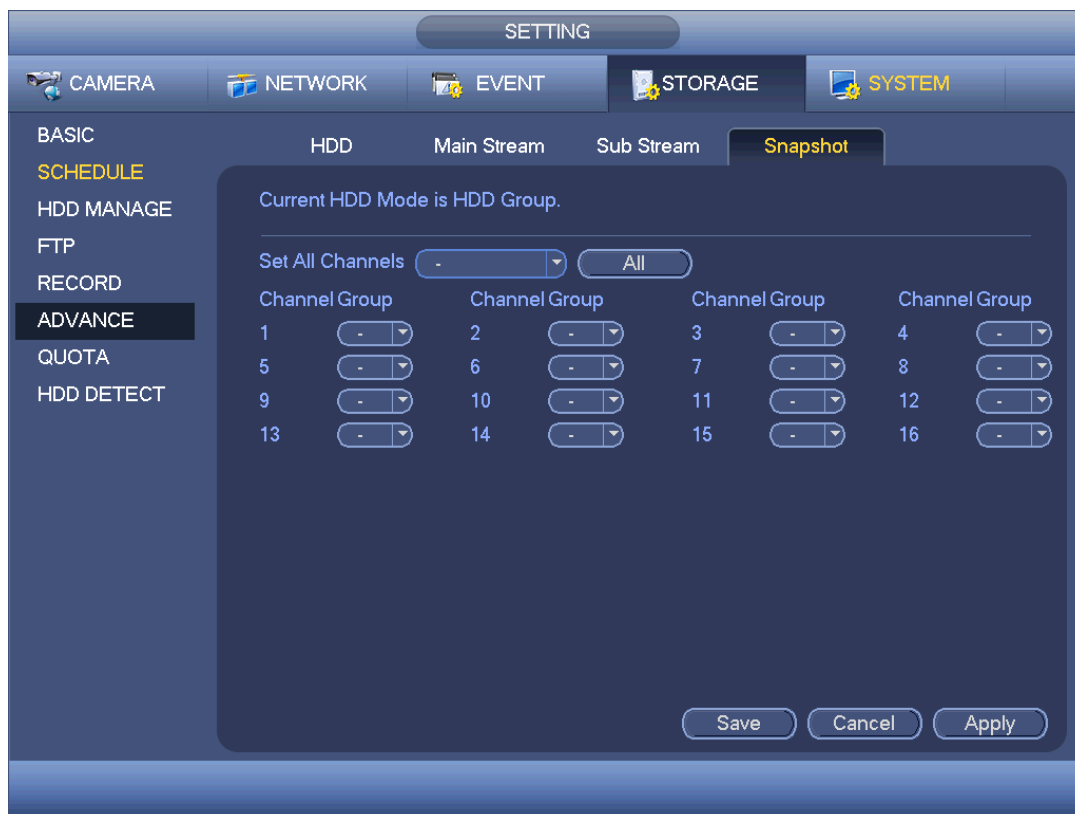 SETTING
CAMERA NETWORK EVENT STORAGE SYSTEM
BASIC
SCHEDULE
HDD MANAGE
FTP
RECORD
ADVANCE
QUOTA
HDD DETECT
HDD Main Stream Sub Stream Snapshot
Current HDD Mode is HDD Group.
Set All Channels - All
Channel Group Channel Group Channel Group Channel Group
1 - 2 - 3 - 4 -
5 - 6 - 7 - 8 -
9 - 10 - 11 - 12 -
13 - 14 - 15 - 16 -
Save Cancel Apply